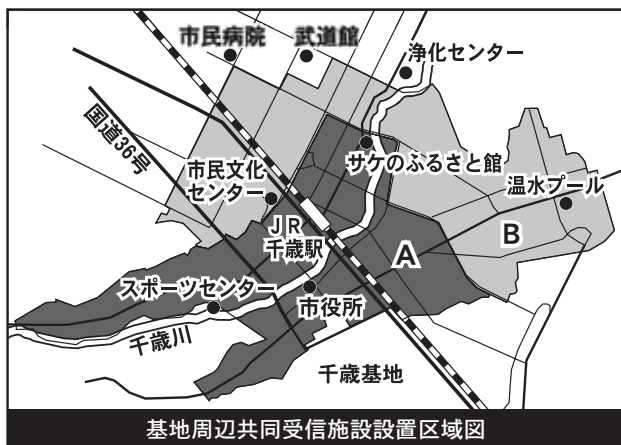 市民病院
武道館
浄化センター
国道36号
サケのふるさと館
市民文化
センター
温水プール
JR
千歳駅
A
B
スポーツセンター
市役所
千歳川
千歳基地
基地周辺共同受信施設設置区域図